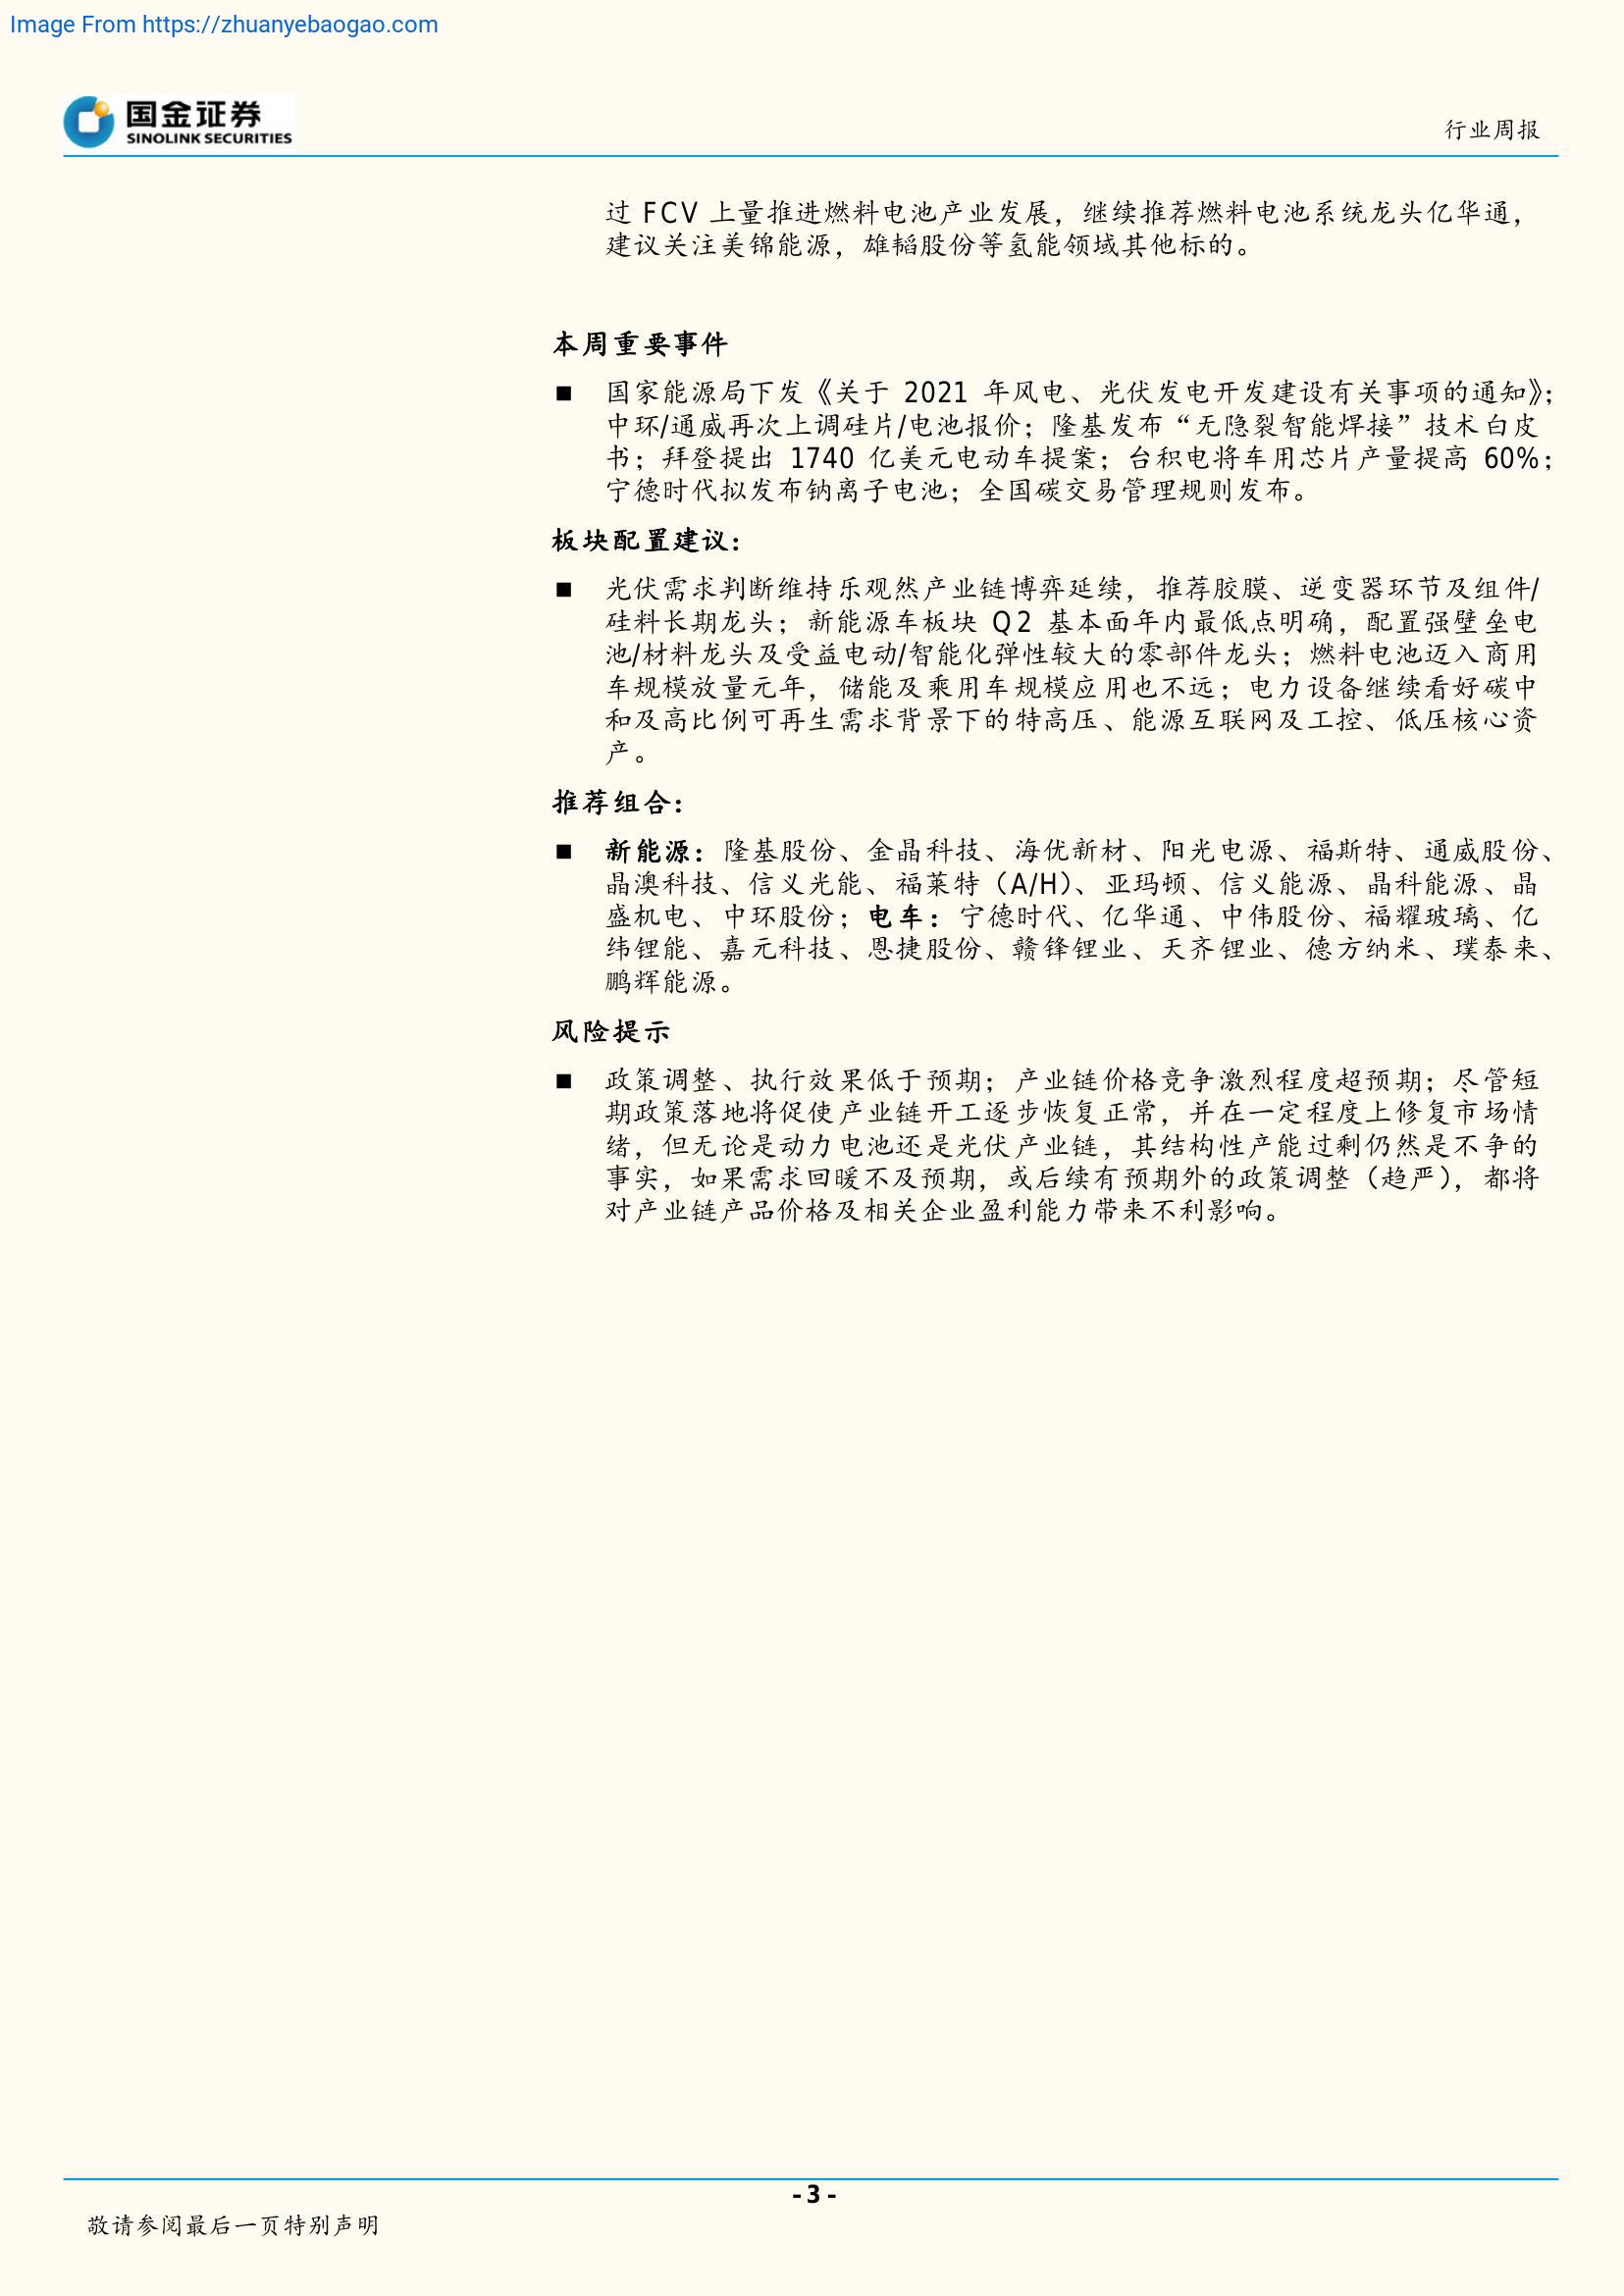 Image From https://zhuanyebaogao.com
国金证券
SINOLINK SECURITIES
行业周报
过 FCV 上量推进燃料电池产业发展，继续推荐燃料电池系统龙头亿华通，
建议关注美锦能源，雄韬股份等氢能领域其他标的。
本周重要事件
■ 国家能源局下发《关于 2021 年风电、光伏发电开发建设有关事项的通知》；
中环/通威再次上调硅片/电池报价；隆基发布“无隐裂智能焊接”技术白皮
书；拜登提出 1740 亿美元电动车提案；台积电将车用芯片产量提高 60%；
宁德时代拟发布钠离子电池；全国碳交易管理规则发布。
板块配置建议：
■ 光伏需求判断维持乐观然产业链博弈延续，推荐胶膜、逆变器环节及组件/
硅料长期龙头；新能源车板块 Q2 基本面年内最低点明确，配置强壁垒电
池/材料龙头及受益电动/智能化弹性较大的零部件龙头；燃料电池迈入商用
车规模放量元年，储能及乘用车规模应用也不远；电力设备继续看好碳中
和及高比例可再生需求背景下的特高压、能源互联网及工控、低压核心资
产。
推荐组合：
■ 新能源：隆基股份、金晶科技、海优新材、阳光电源、福斯特、通威股份、
晶澳科技、信义光能、福莱特（A/H）、亚玛顿、信义能源、晶科能源、晶
盛机电、中环股份；电车：宁德时代、亿华通、中伟股份、福耀玻璃、亿
纬锂能、嘉元科技、恩捷股份、赣锋锂业、天齐锂业、德方纳米、璞泰来、
鹏辉能源。
风险提示
■ 政策调整、执行效果低于预期；产业链价格竞争激烈程度超预期；尽管短
期政策落地将促使产业链开工逐步恢复正常，并在一定程度上修复市场情
绪，但无论是动力电池还是光伏产业链，其结构性产能过剩仍然是不争的
事实，如果需求回暖不及预期，或后续有预期外的政策调整（趋严），都将
对产业链产品价格及相关企业盈利能力带来不利影响。
- 3 -
敬请参阅最后一页特别声明